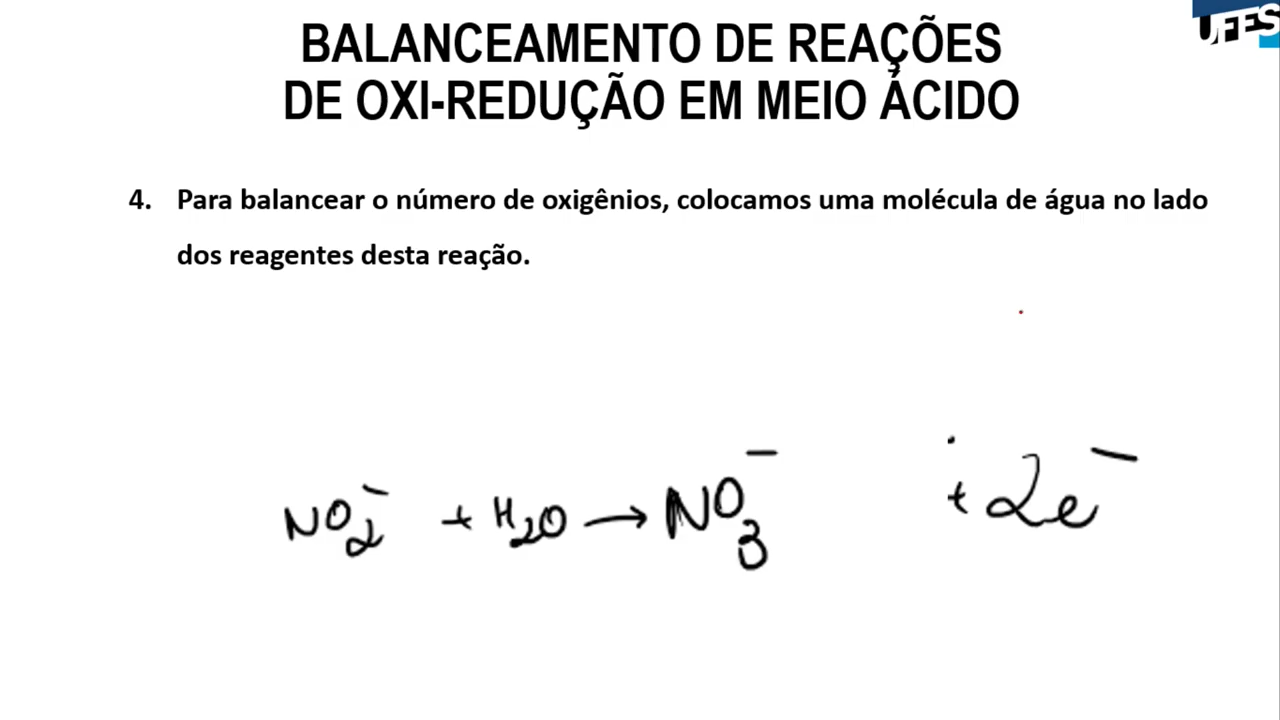 UFES
BALANCEAMENTO DE REAÇÕES
DE OXI-REDUÇÃO EM MEIO ÁCIDO
4. Para balancear o número de oxigênios, colocamos uma molécula de água no lado
dos reagentes desta reação.
NO₂⁻ + H₂O → NO₃⁻ + 2e⁻